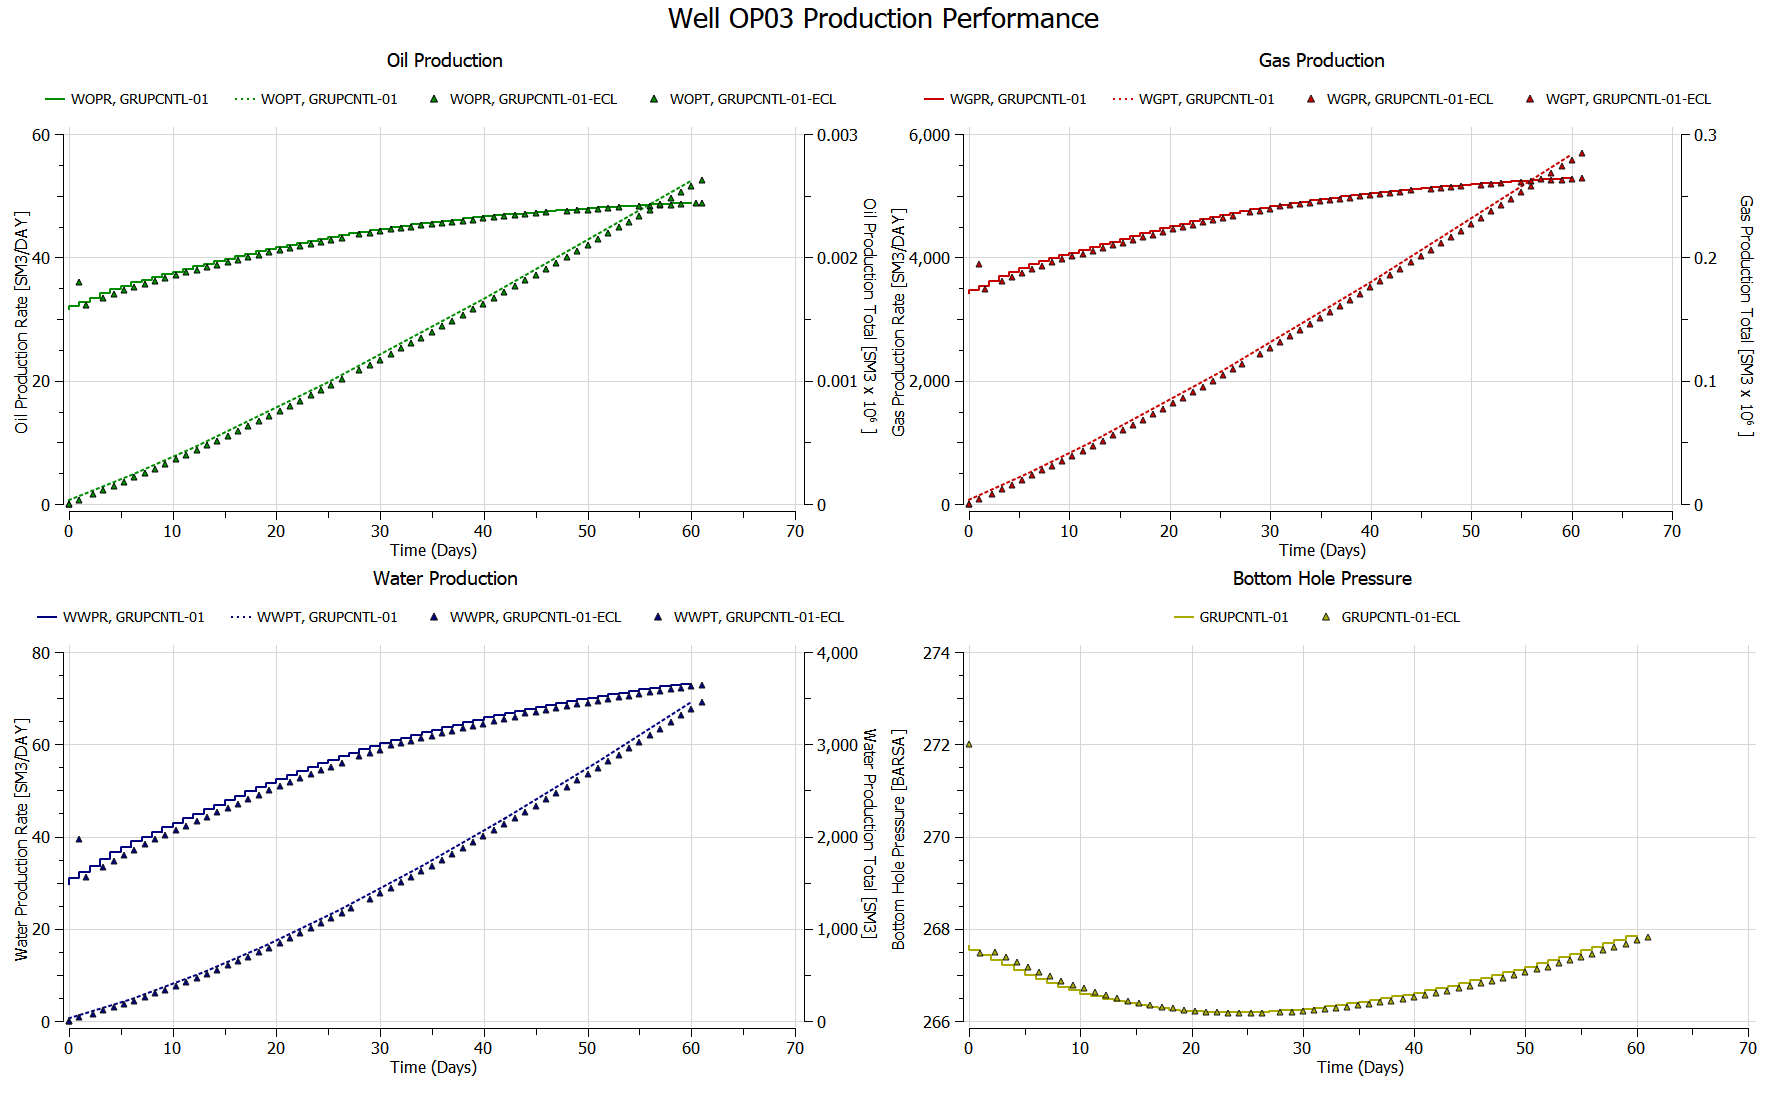 Well OP03 Production Performance
Oil Production
WOPR, GRUPCNTL-01 WOPT, GRUPCNTL-01 WOPR, GRUPCNTL-01-ECL WOPT, GRUPCNTL-01-ECL
Oil Production Rate [SM3/DAY]
60
40
20
0
0.003
0.002
0.001
0
Oil Production Total [SM3 x 10⁶ ]
0 10 20 30 40 50 60 70
Time (Days)
Gas Production
WGPR, GRUPCNTL-01 WGPT, GRUPCNTL-01 WGPR, GRUPCNTL-01-ECL WGPT, GRUPCNTL-01-ECL
Gas Production Rate [SM3/DAY]
6,000
4,000
2,000
0
0.3
0.2
0.1
0
Gas Production Total [SM3 x 10⁶ ]
0 10 20 30 40 50 60 70
Time (Days)
Water Production
WWPR, GRUPCNTL-01 WWPT, GRUPCNTL-01 WWPR, GRUPCNTL-01-ECL WWPT, GRUPCNTL-01-ECL
Water Production Rate [SM3/DAY]
80
60
40
20
0
4,000
3,000
2,000
1,000
0
Water Production Total [SM3]
0 10 20 30 40 50 60 70
Time (Days)
Bottom Hole Pressure
GRUPCNTL-01 GRUPCNTL-01-ECL
Bottom Hole Pressure [BARSA]
274
272
270
268
266
0 10 20 30 40 50 60 70
Time (Days)